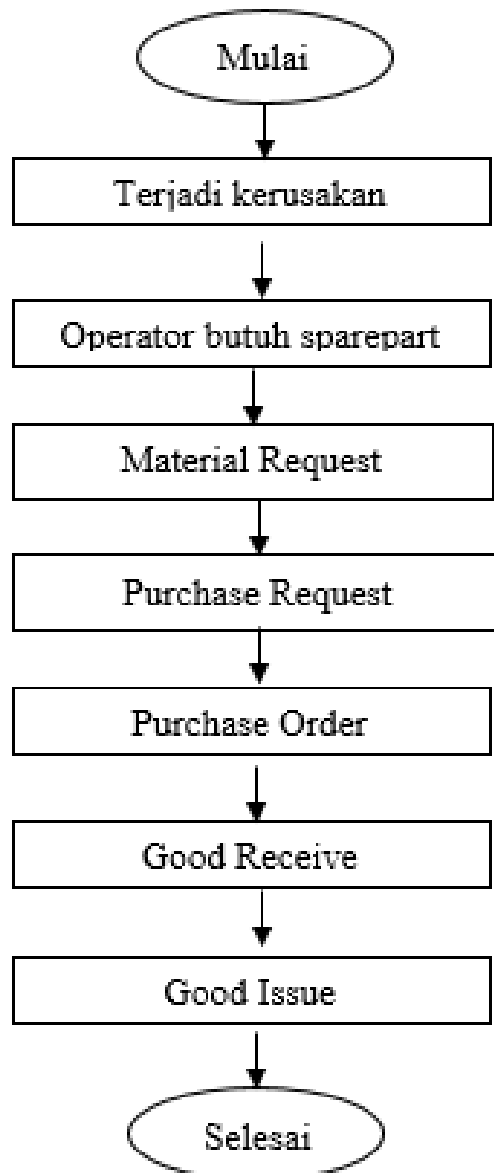 Mulai
Terjadi kerusakan
Operator butuh sparepart
Material Request
Purchase Request
Purchase Order
Good Receive
Good Issue
Selesai